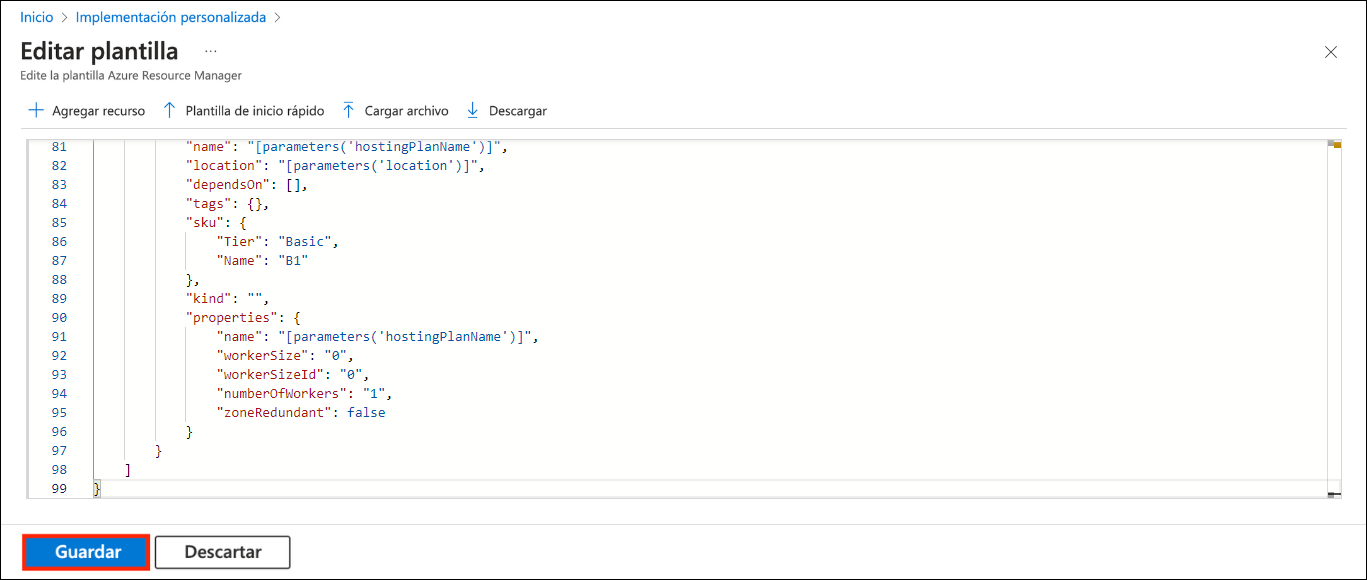 Inicio > Implementación personalizada >
Editar plantilla ...
Edite la plantilla Azure Resource Manager
Agregar recurso Plantilla de inicio rápido Cargar archivo Descargar
81 "name": "[parameters('hostingPlanName')]",
82 "location": "[parameters('location')]",
83 "dependsOn": [],
84 "tags": {},
85 "sku": {
86 "Tier": "Basic",
87 "Name": "B1"
88 },
89 "kind": "",
90 "properties": {
91 "name": "[parameters('hostingPlanName')]",
92 "workerSize": "0",
93 "workerSizeId": "0",
94 "numberOfWorkers": "1",
95 "zoneRedundant": false
96 }
97 }
98 ]
99 }
Guardar Descartar